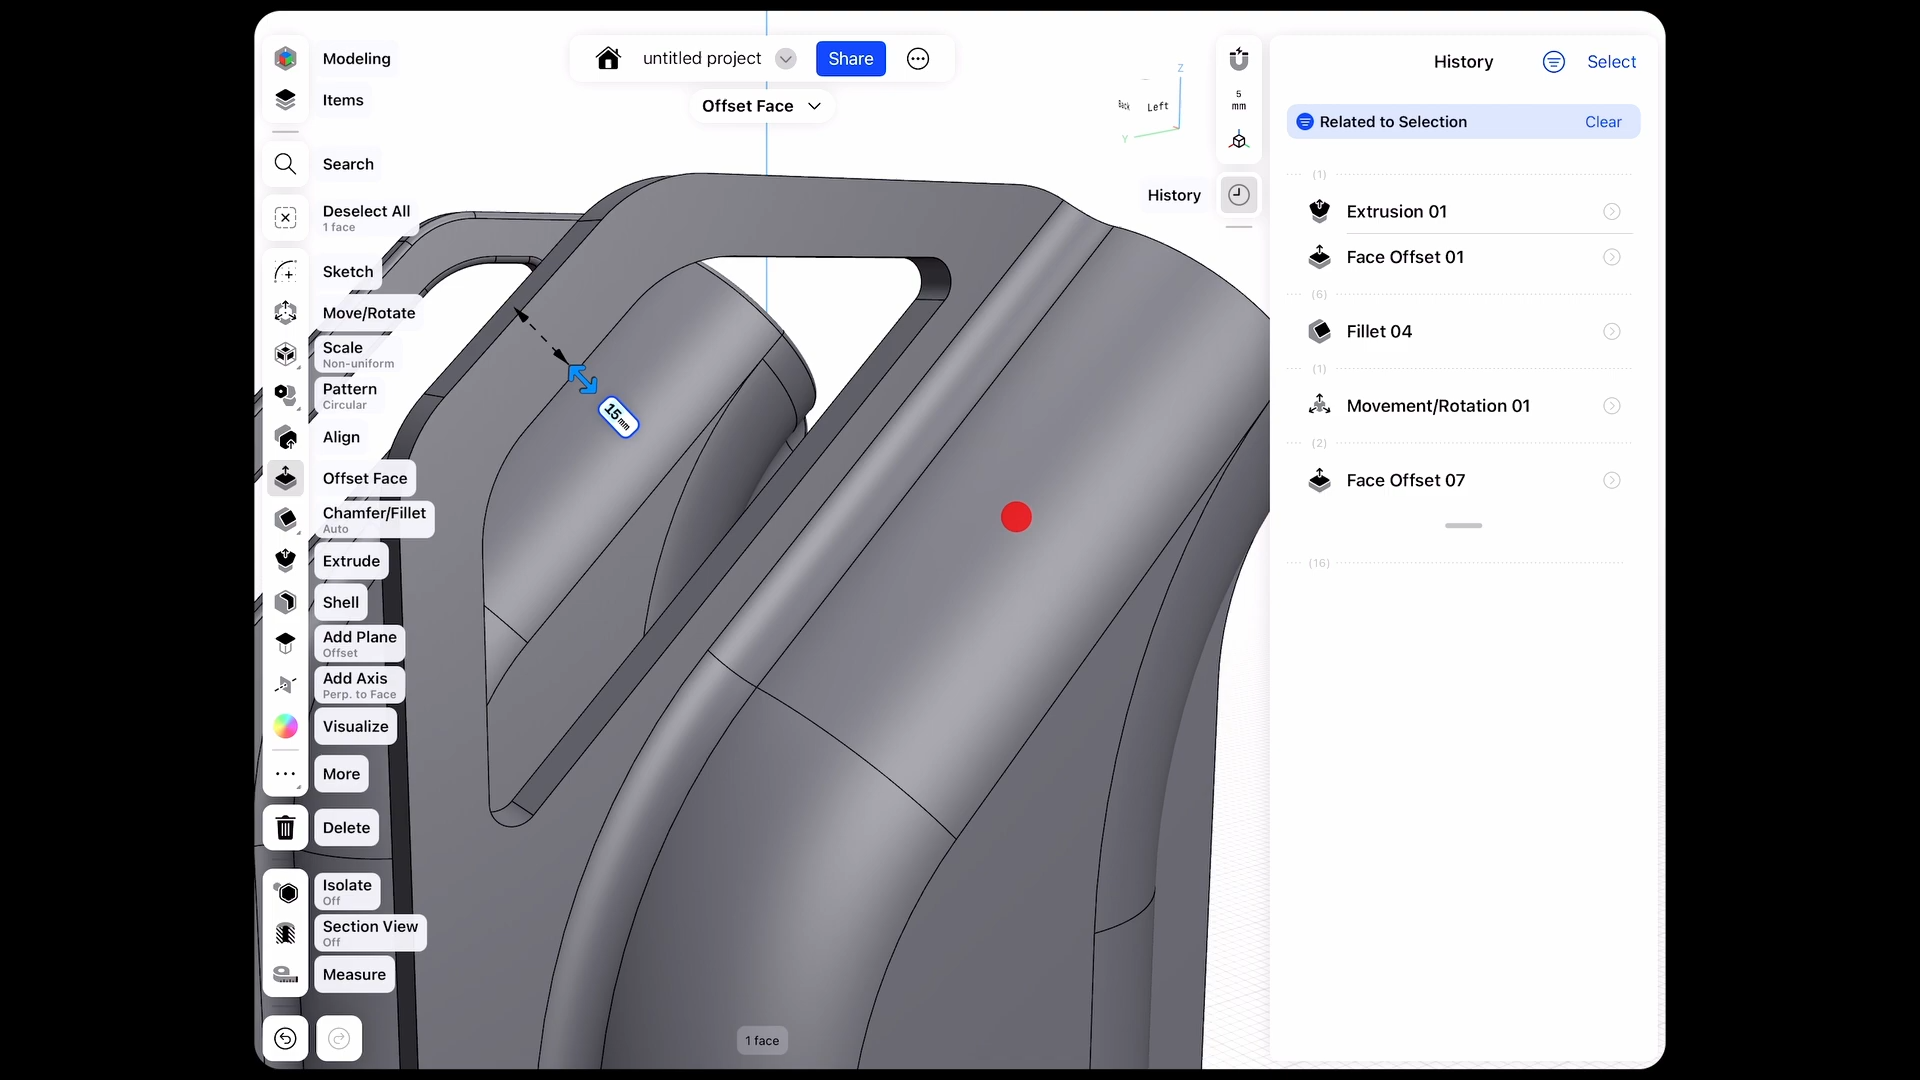 Modeling
Items
Search
Deselect All
1 face
Sketch
Move/Rotate
Scale
Non-uniform
Pattern
Circular
Align
Offset Face
Chamfer/Fillet
Auto
Extrude
Shell
Add Plane
Offset
Add Axis
Perp. to Face
Visualize
More
Delete
Isolate
Off
Section View
Off
Measure
untitled project
Share
Offset Face
15 mm
1 face
Z
Back
Left
Y
5
mm
History
History
Select
Related to Selection
Clear
(1)
Extrusion 01
Face Offset 01
(6)
Fillet 04
(1)
Movement/Rotation 01
(2)
Face Offset 07
(16)